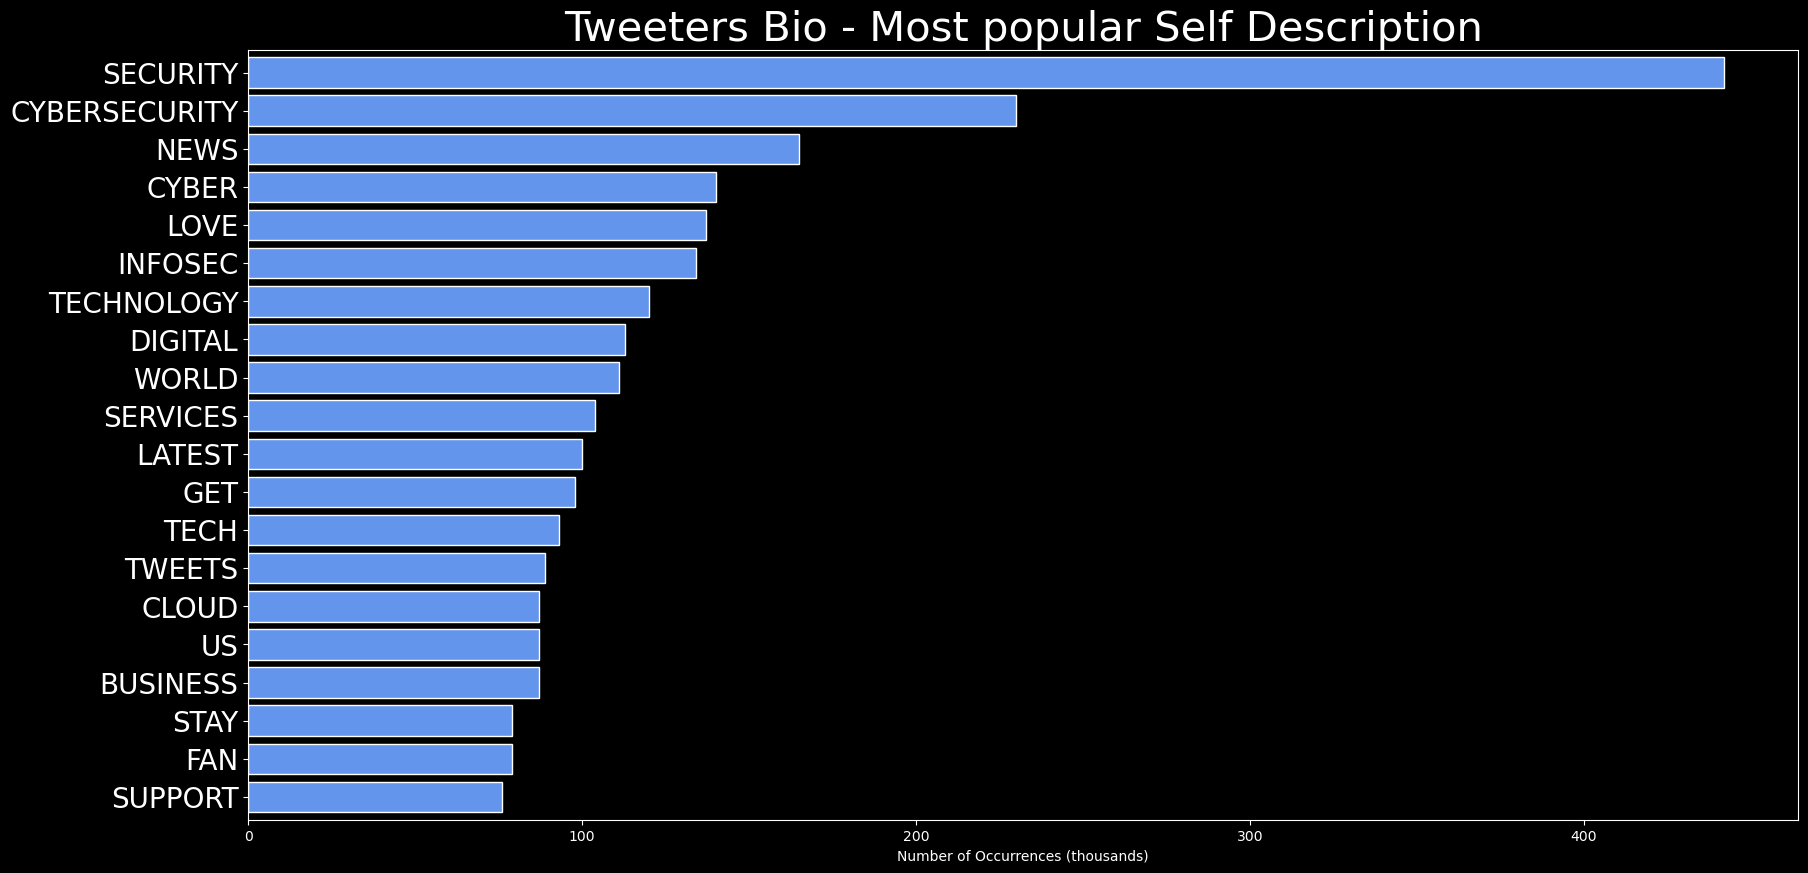 Tweeters Bio - Most popular Self Description
SECURITY
CYBERSECURITY
NEWS
CYBER
LOVE
INFOSEC
TECHNOLOGY
DIGITAL
WORLD
SERVICES
LATEST
GET
TECH
TWEETS
CLOUD
US
BUSINESS
STAY
FAN
SUPPORT
0 100 200 300 400
Number of Occurrences (thousands)